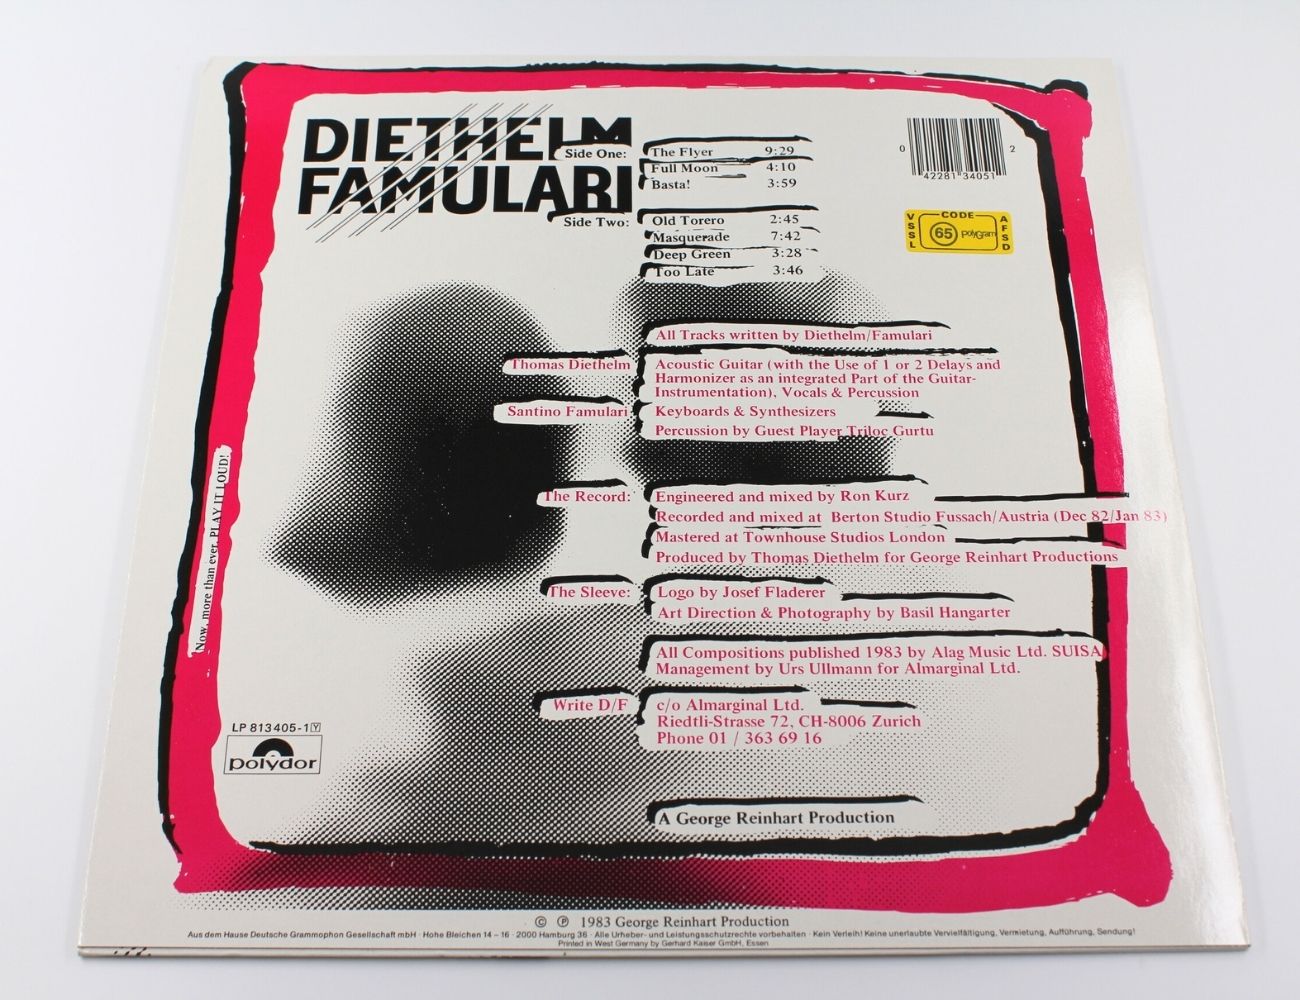 DIETHELM
FAMULARI
Side One:
The Flyer 9:29
Full Moon 4:10
Basta! 3:59
Side Two:
Old Torero 2:45
Masquerade 7:42
Deep Green 3:28
Too Late 3:46
0 42281 34051 2
CODE
VSSL 65 polyGram AFSD
All Tracks written by Diethelm/Famulari
Thomas Diethelm
Acoustic Guitar (with the Use of 1 or 2 Delays and
Harmonizer as an integrated Part of the Guitar-
Instrumentation), Vocals & Percussion
Santino Famulari
Keyboards & Synthesizers
Percussion by Guest Player Triloc Gurtu
The Record:
Engineered and mixed by Ron Kurz
Recorded and mixed at Berton Studio Fussach/Austria (Dec 82/Jan 83)
Mastered at Townhouse Studios London
Produced by Thomas Diethelm for George Reinhart Productions
The Sleeve:
Logo by Josef Fladerer
Art Direction & Photography by Basil Hangarter
All Compositions published 1983 by Alag Music Ltd. SUISA
Management by Urs Ullmann for Almarginal Ltd.
Write D/F
c/o Almarginal Ltd.
Riedtli-Strasse 72, CH-8006 Zurich
Phone 01 / 363 69 16
A George Reinhart Production
Now, more than ever, PLAY IT LOUD!
LP 813 405-1 Y
polydor
© ℗ 1983 George Reinhart Production
Aus dem Hause Deutsche Grammophon Gesellschaft mbH · Hohe Bleichen 14 – 16 · 2000 Hamburg 36 · Alle Urheber- und Leistungsschutzrechte vorbehalten · Kein Verleih! Keine unerlaubte Vervielfältigung, Vermietung, Aufführung, Sendung!
Printed in West Germany by Gerhard Kaiser GmbH, Essen